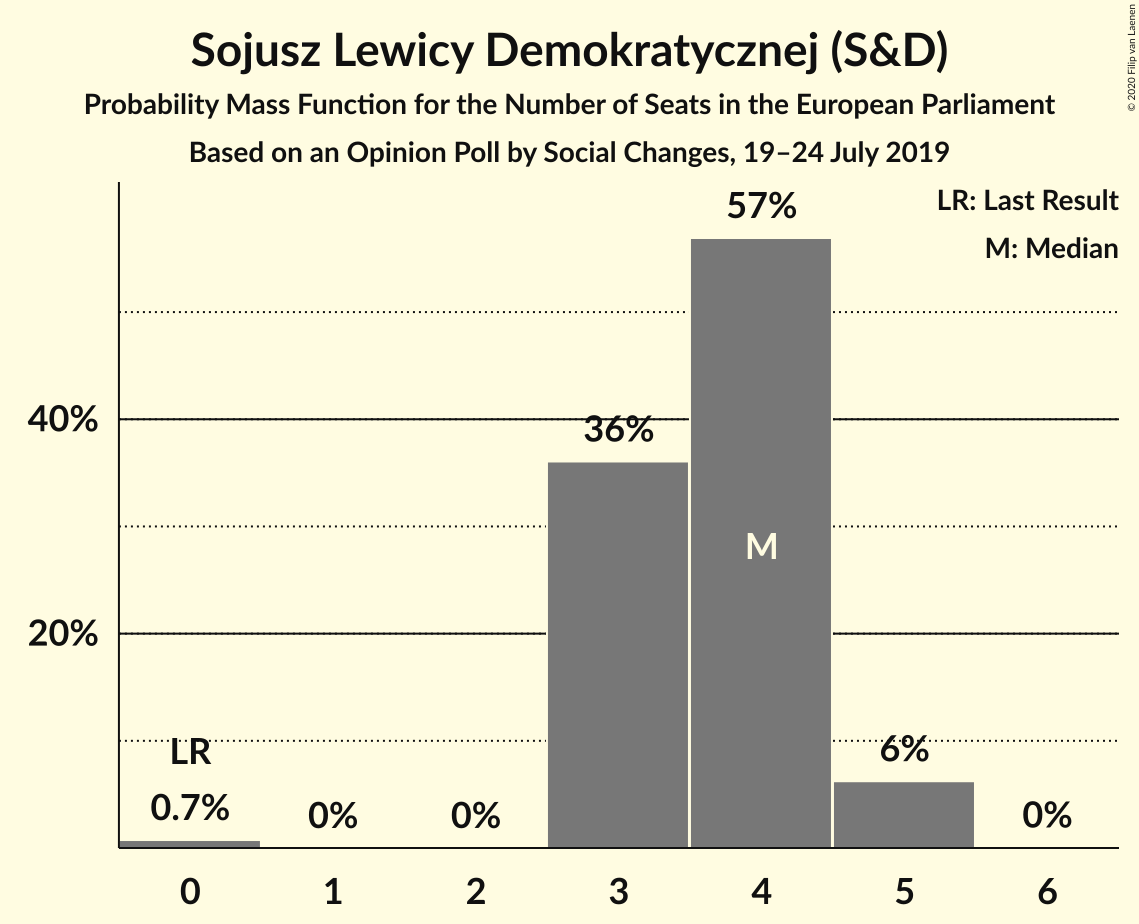 Sojusz Lewicy Demokratycznej (S&D)
Probability Mass Function for the Number of Seats in the European Parliament
Based on an Opinion Poll by Social Changes, 19–24 July 2019
© 2020 Filip van Laenen
LR: Last Result
M: Median
57%
40%
36%
M
20%
LR
6%
0.7%
0%
0%
0%
0 1 2 3 4 5 6